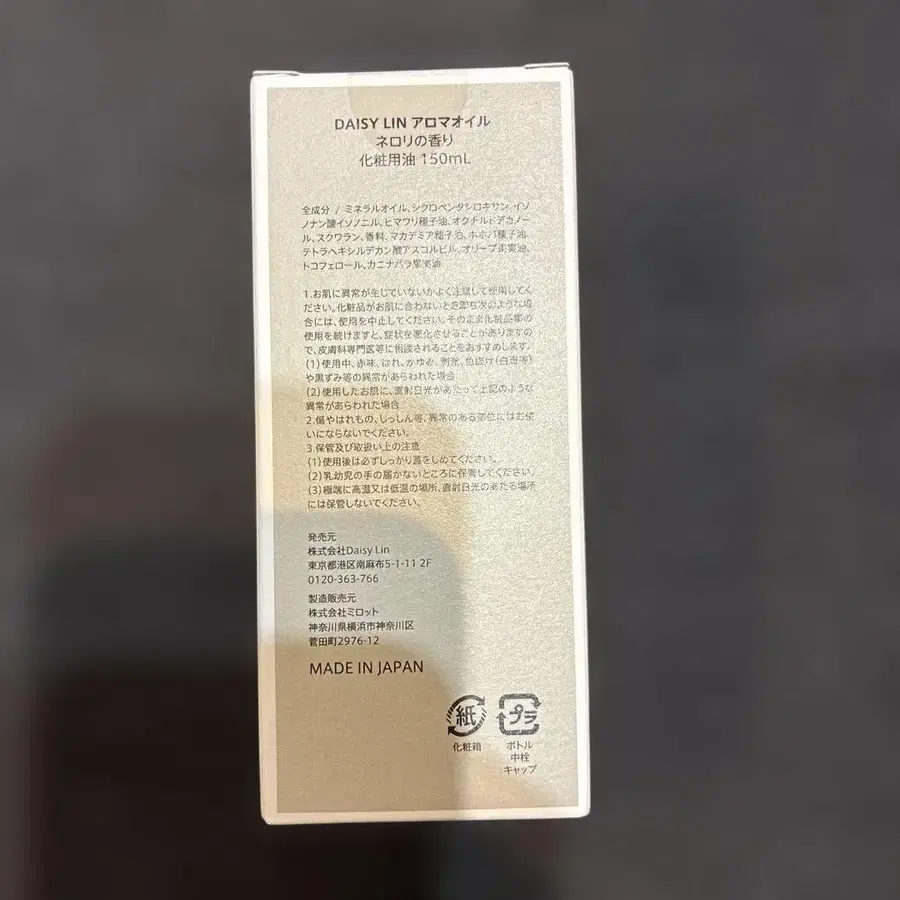 DAISY LIN アロマオイル
ネロリの香り
化粧用油 150mL
全成分 / ミネラルオイル、シクロペンタシロキサン、イソ
ノナン酸イソノニル、ヒマワリ種子油、オクチルドデカノー
ル、スクワラン、香料、マカデミア種子油、ホホバ種子油、
テトラヘキシルデカン酸アスコルビル、オリーブ果実油、
トコフェロール、カニナバラ果実油
1.お肌に異常が生じていないかよく注意して使用してく
ださい。化粧品がお肌に合わないとき即ち次のような場
合には、使用を中止してください。そのまま化粧品類の
使用を続けますと、症状を悪化させることがありますの
で、皮膚科専門医等に相談されることをおすすめします。
(1)使用中、赤味、はれ、かゆみ、刺激、色抜け(白斑等)
や黒ずみ等の異常があらわれた場合
(2)使用したお肌に、直射日光があたって上記のような
異常があらわれた場合
2.傷やはれもの、しっしん等、異常のある部位にはお使
いにならないでください。
3.保管及び取扱い上の注意
(1)使用後は必ずしっかり蓋をしめてください。
(2)乳幼児の手の届かないところに保管してください。
(3)極端に高温又は低温の場所、直射日光のあたる場所
には保管しないでください。
発売元
株式会社Daisy Lin
東京都港区南麻布5-1-11 2F
0120-363-766
製造販売元
株式会社ミロット
神奈川県横浜市神奈川区
菅田町2976-12
MADE IN JAPAN
紙 プラ
化粧箱 ボトル
中栓
キャップ